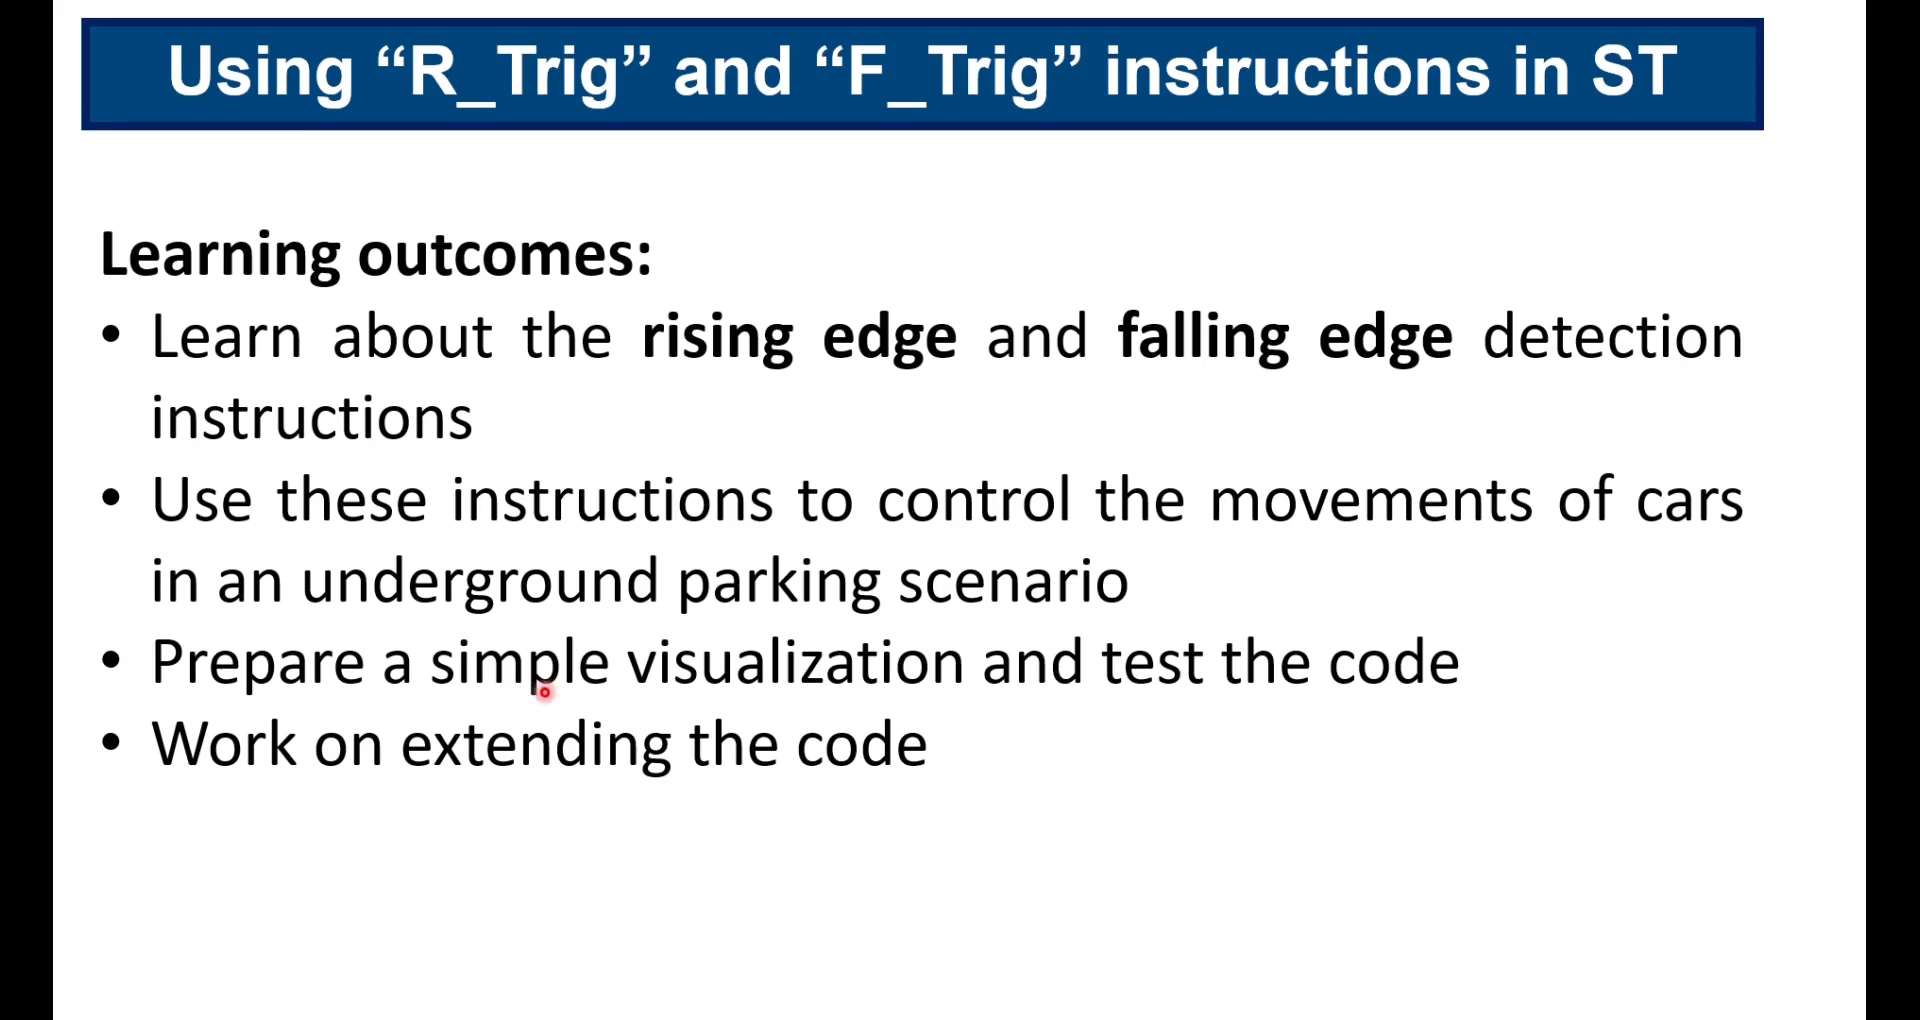 Using “R_Trig” and “F_Trig” instructions in ST
Learning outcomes:
• Learn about the rising edge and falling edge detection
instructions
• Use these instructions to control the movements of cars
in an underground parking scenario
• Prepare a simple visualization and test the code
• Work on extending the code